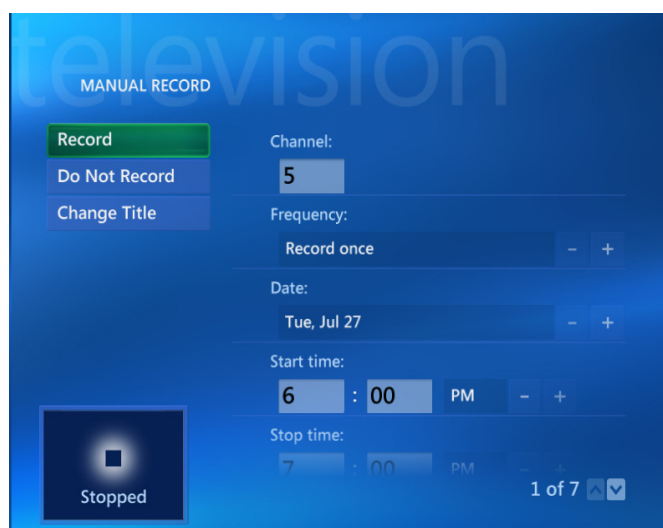 television
MANUAL RECORD
Record
Do Not Record
Change Title
Channel:
5
Frequency:
Record once - +
Date:
Tue, Jul 27 - +
Start time:
6 : 00 PM - +
Stop time:
7 : 00 PM - +
1 of 7
Stopped